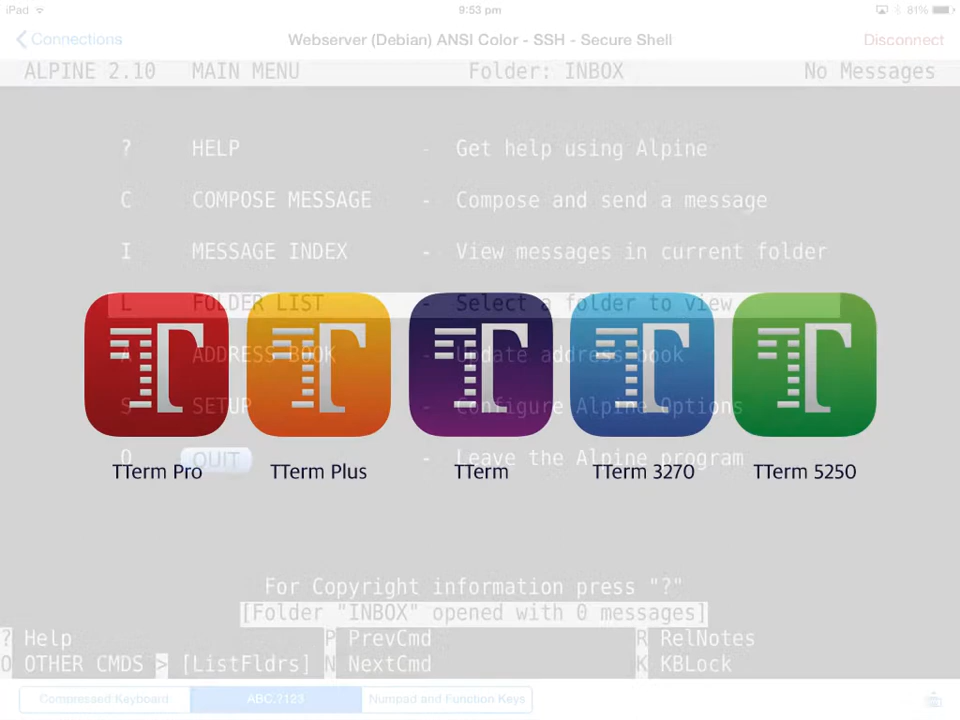 iPad 9:53 pm 81%
Connections Webserver (Debian) ANSI Color - SSH - Secure Shell Disconnect
ALPINE 2.10 MAIN MENU Folder: INBOX No Messages
? HELP - Get help using Alpine
C COMPOSE MESSAGE - Compose and send a message
I MESSAGE INDEX - View messages in current folder
L FOLDER LIST - Select a folder to view
A ADDRESS BOOK - Update address book
S SETUP - Configure Alpine Options
Q QUIT - Leave the Alpine program
TTerm Pro TTerm Plus TTerm TTerm 3270 TTerm 5250
For Copyright information press "?"
[Folder "INBOX" opened with 0 messages]
? Help P PrevCmd R RelNotes
O OTHER CMDS > [ListFldrs] N NextCmd K KBLock
Compressed Keyboard ABC.?123 Numpad and Function Keys